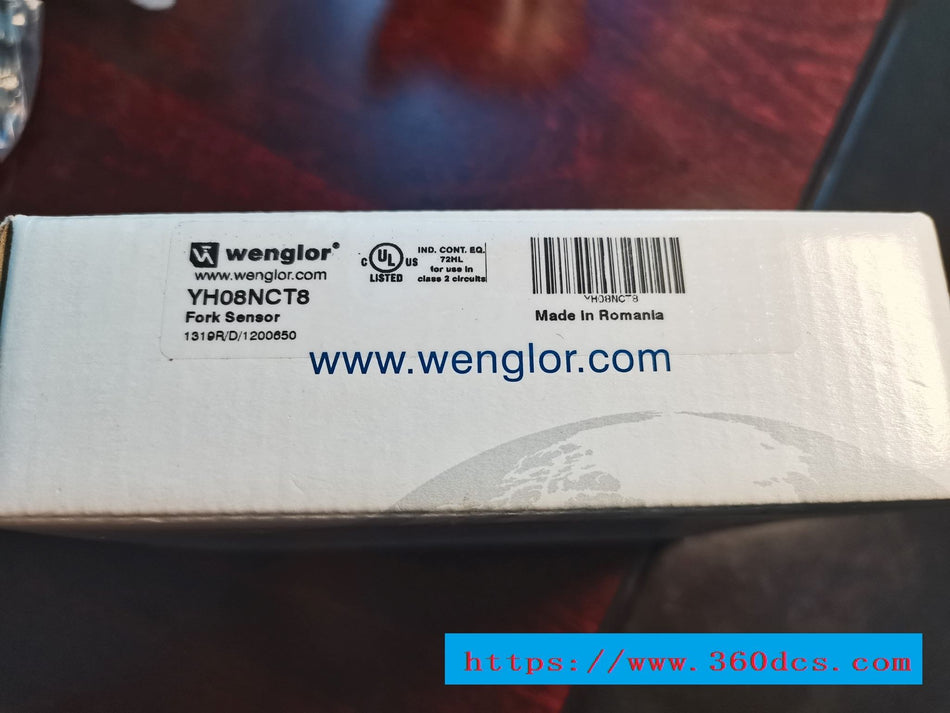 wenglor®
www.wenglor.com
YH08NCT8
Fork Sensor
1319R/D/1200650
C UL US
LISTED
IND. CONT. EQ.
72HL
for use in
class 2 circuits
YH08NCT8
Made in Romania
www.wenglor.com
https://www.360dcs.com